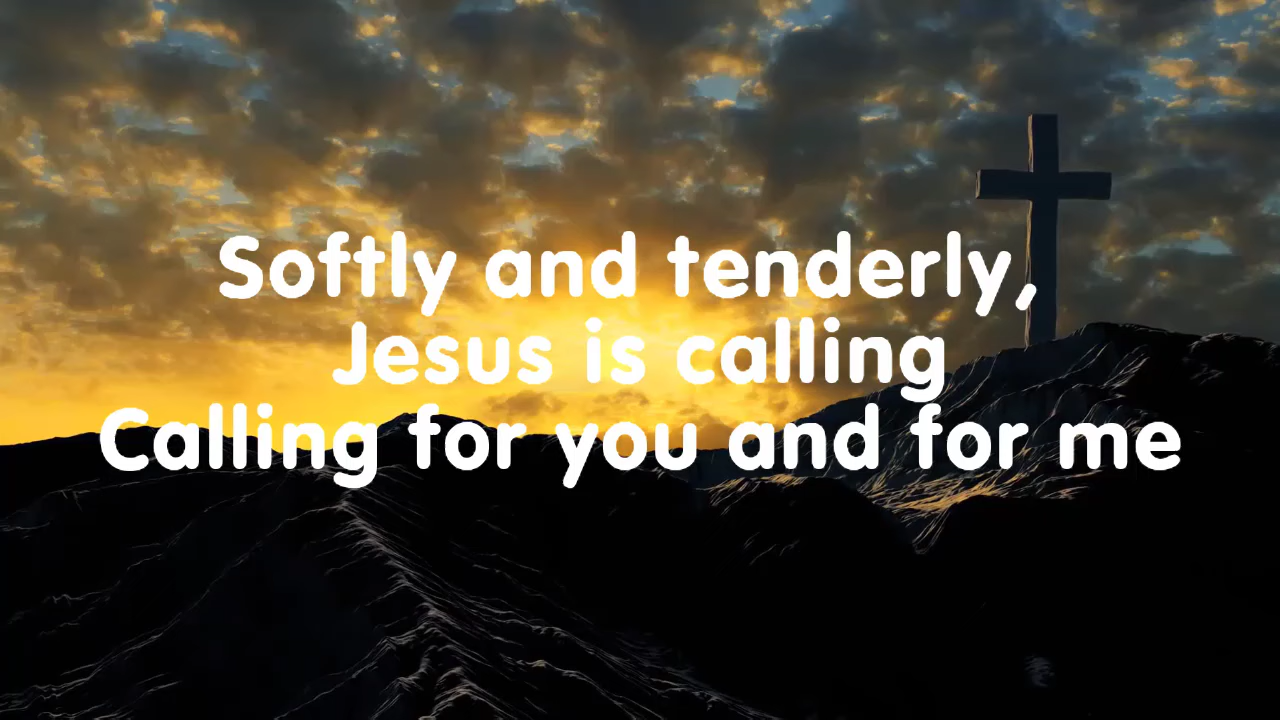 Softly and tenderly,
Jesus is calling
Calling for you and for me